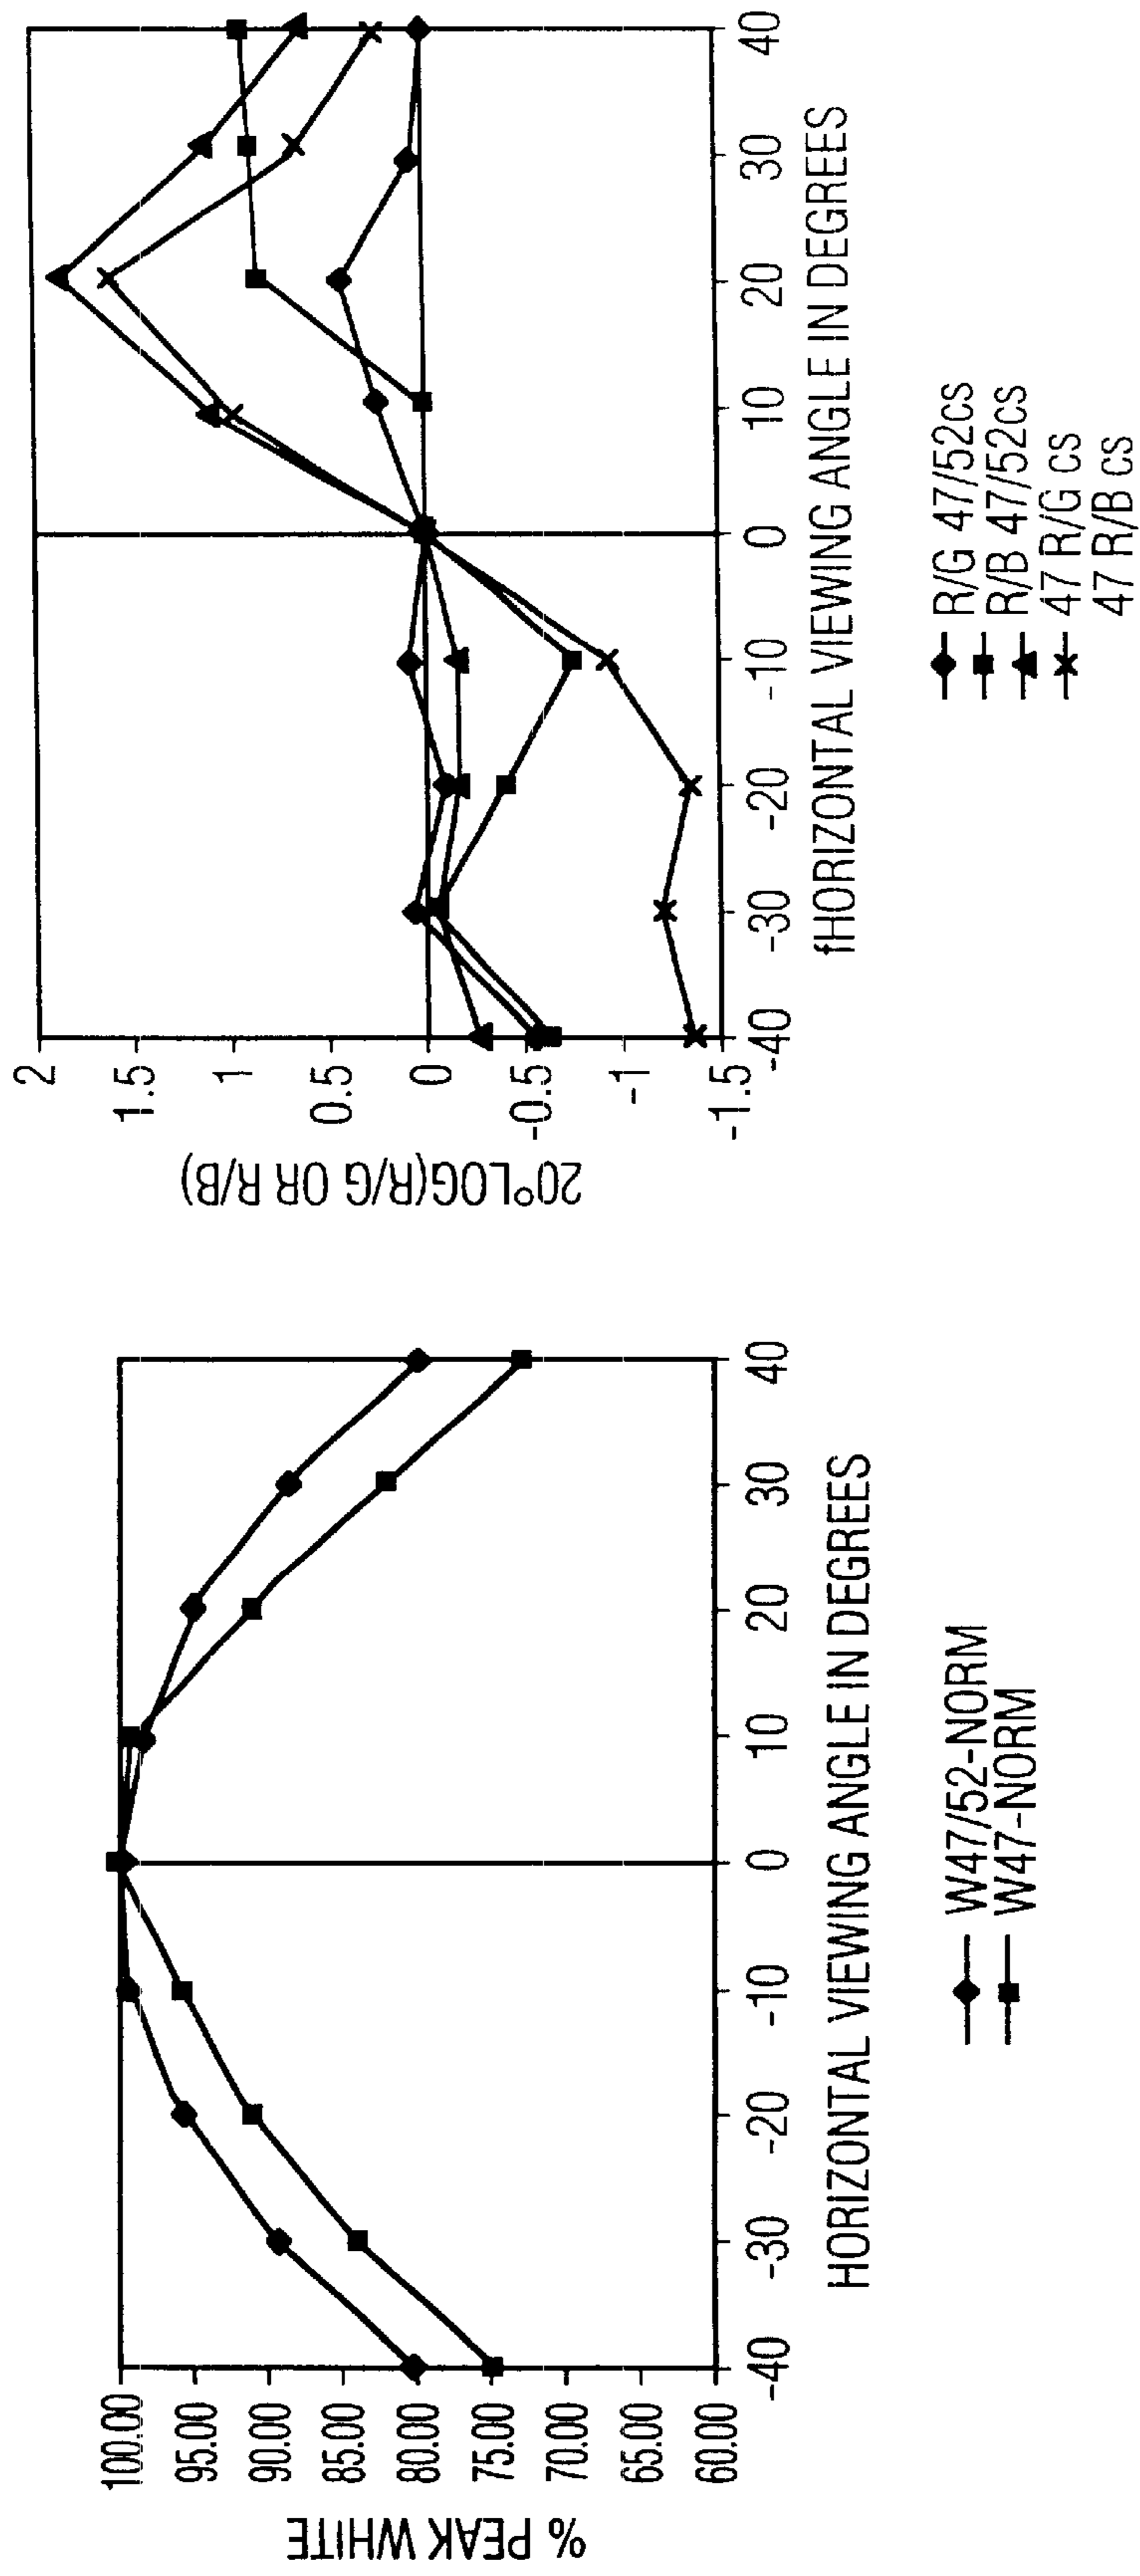 % PEAK WHITE
100.00
95.00
90.00
85.00
80.00
75.00
70.00
65.00
60.00
-40 -30 -20 -10 0 10 20 30 40
HORIZONTAL VIEWING ANGLE IN DEGREES
W47/52-NORM
W47-NORM
20°LOG(R/G OR R/B)
2
1.5
1
0.5
0
-0.5
-1
-1.5
-40 -30 -20 -10 0 10 20 30 40
fHORIZONTAL VIEWING ANGLE IN DEGREES
R/G 47/52cs
R/B 47/52cs
47 R/G cs
47 R/B cs